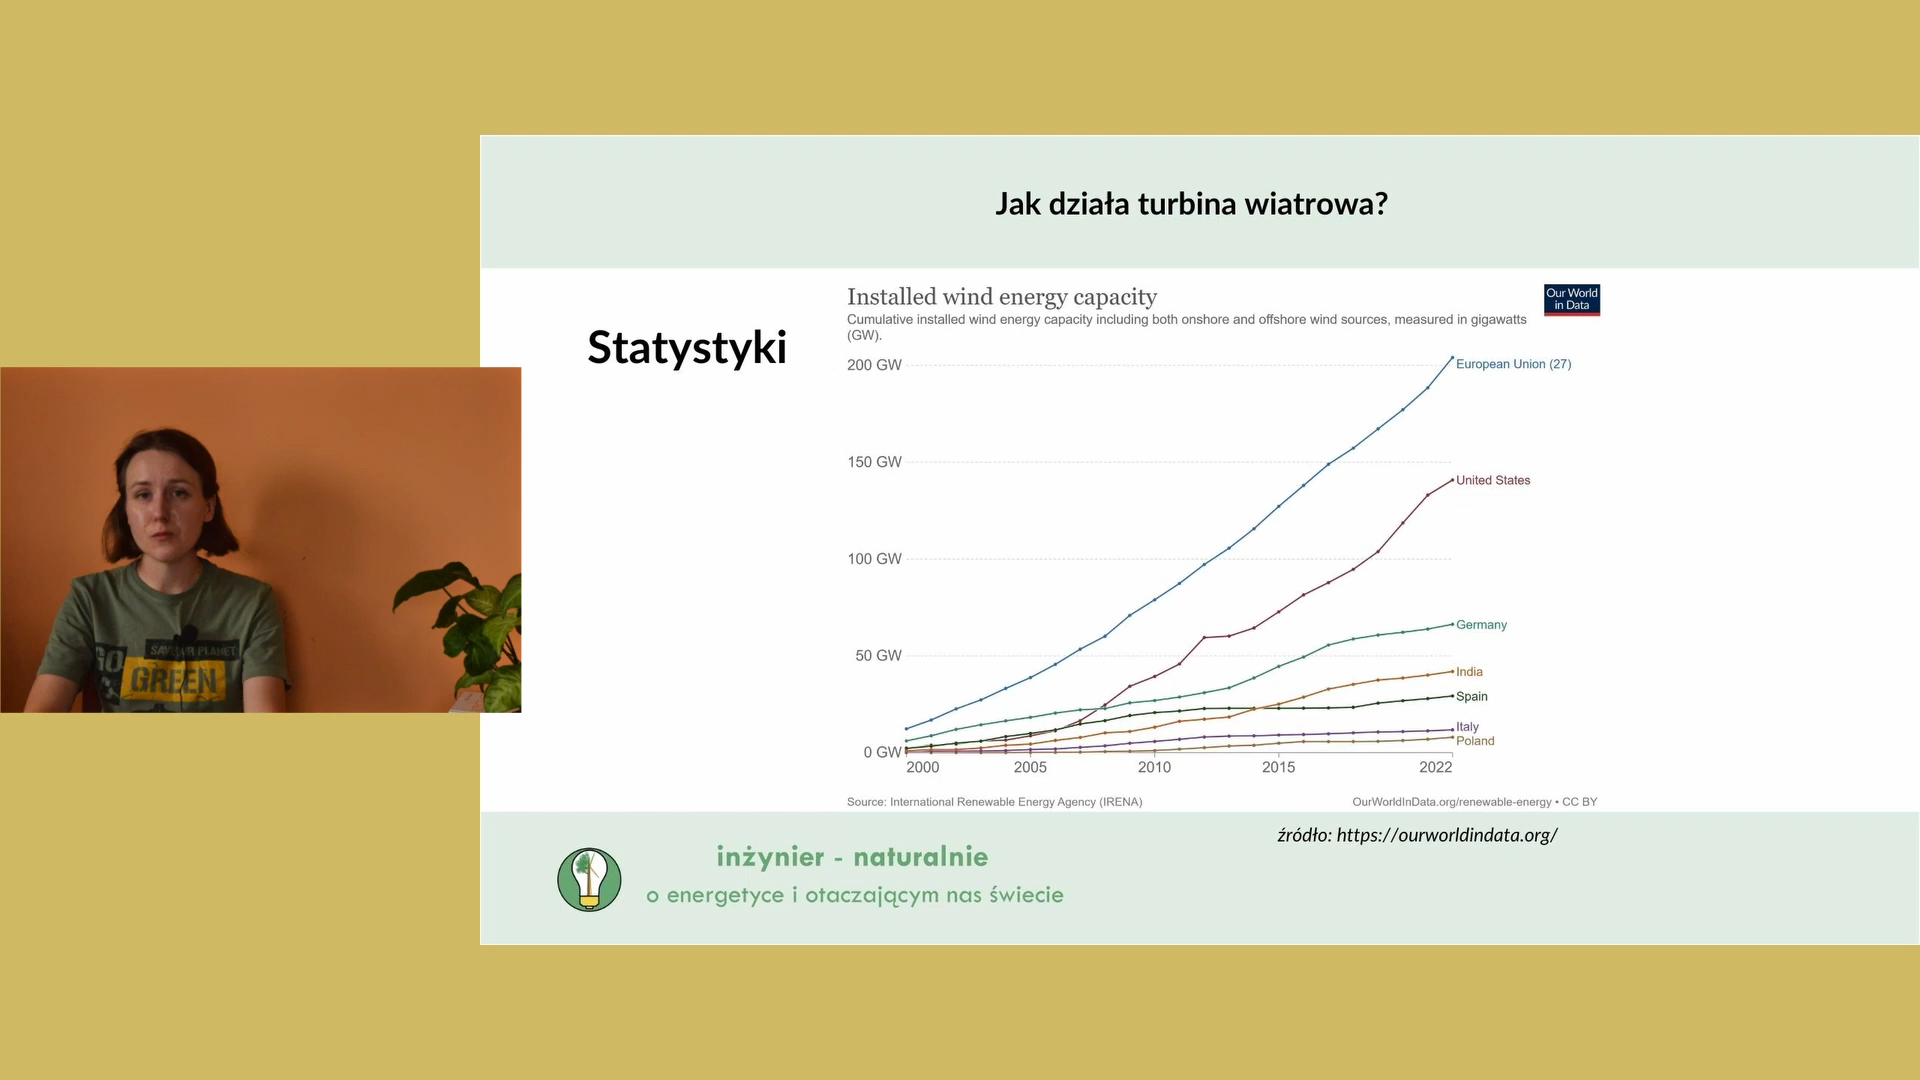 Jak działa turbina wiatrowa?
Statystyki
Installed wind energy capacity
Cumulative installed wind energy capacity including both onshore and offshore wind sources, measured in gigawatts
(GW).
Our World
in Data
200 GW
150 GW
100 GW
50 GW
0 GW
European Union (27)
United States
Germany
India
Spain
Italy
Poland
2000
2005
2010
2015
2022
Source: International Renewable Energy Agency (IRENA)
OurWorldInData.org/renewable-energy • CC BY
źródło: https://ourworldindata.org/
inżynier - naturalnie
o energetyce i otaczającym nas świecie
GO
PLANET
GREEN